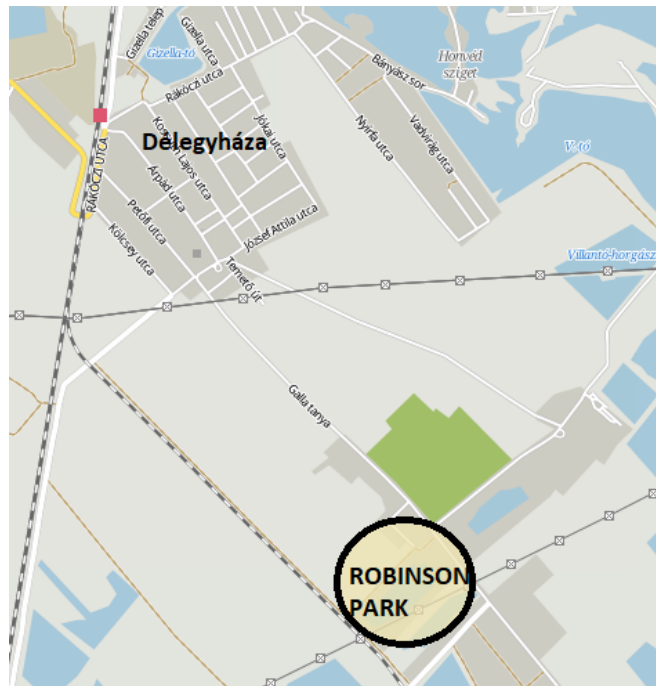 Gizella telep
Gizella-tó
Gizella utca
Rákóczi utca
Bányász sor
Honvéd
sziget
Délegyháza
RÁKÓCZI UTCA
Jókai utca
Kossuth Lajos utca
Árpád utca
Petőfi utca
Kölcsey utca
Nyírfa utca
Vadvirág utca
V.-tó
József Attila utca
Temető út
Villantó-horgász
Galla tanya
ROBINSON
PARK